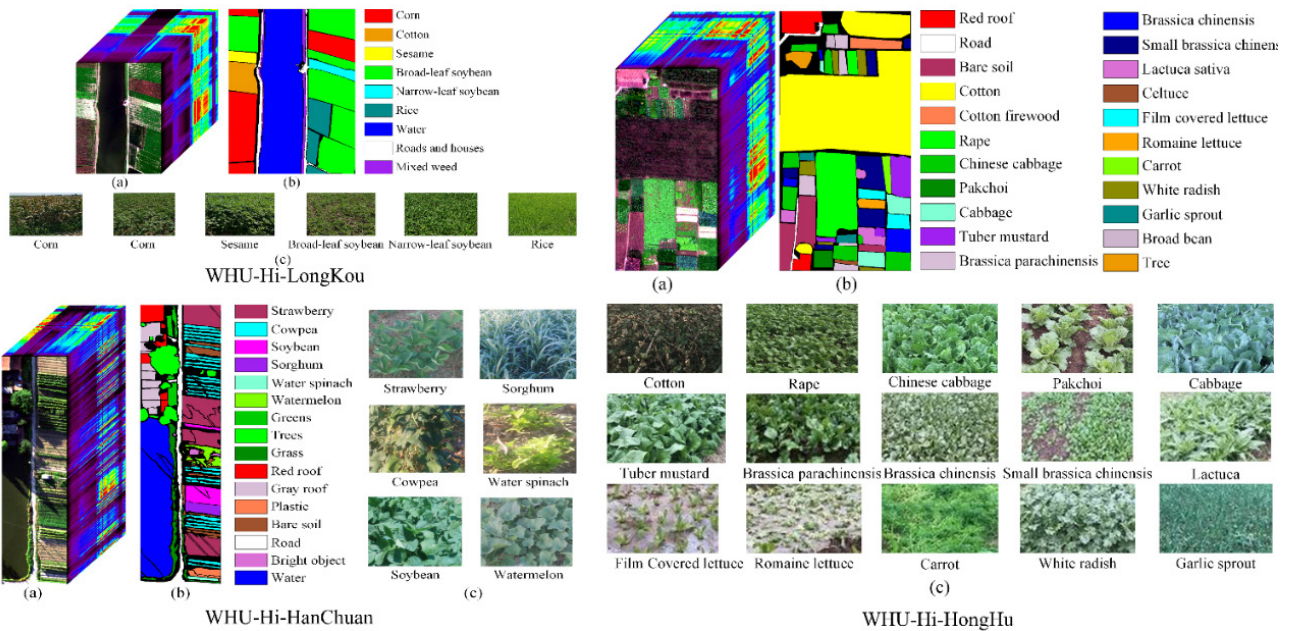 Corn
Cotton
Sesame
Broad-leaf soybean
Narrow-leaf soybean
Rice
Water
Roads and houses
Mixed weed
(a)
(b)
Corn
Corn
Sesame
Broad-leaf soybean
Narrow-leaf soybean
Rice
(c)
WHU-Hi-LongKou
Red roof
Road
Bare soil
Cotton
Cotton firewood
Rape
Chinese cabbage
Pakchoi
Cabbage
Tuber mustard
Brassica parachinensis
Brassica chinensis
Small brassica chinens
Lactuca sativa
Celtuce
Film covered lettuce
Romaine lettuce
Carrot
White radish
Garlic sprout
Broad bean
Tree
(a)
(b)
Strawberry
Cowpea
Soybean
Sorghum
Water spinach
Watermelon
Greens
Trees
Grass
Red roof
Gray roof
Plastic
Bare soil
Road
Bright object
Water
(a)
(b)
Strawberry
Sorghum
Cowpea
Water spinach
Soybean
Watermelon
(c)
WHU-Hi-HanChuan
Cotton
Rape
Chinese cabbage
Pakchoi
Cabbage
Tuber mustard
Brassica parachinensis
Brassica chinensis
Small brassica chinensis
Lactuca
Film Covered lettuce
Romaine lettuce
Carrot
White radish
Garlic sprout
(c)
WHU-Hi-HongHu